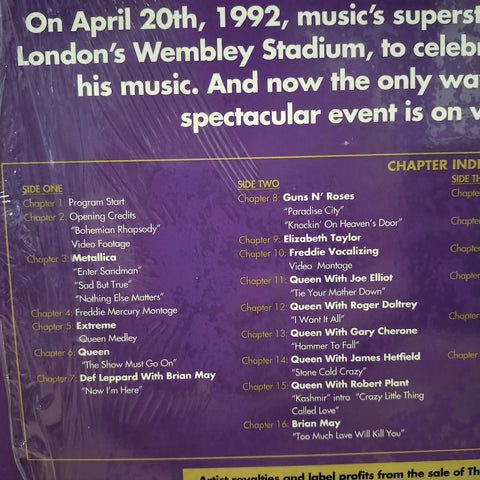 On April 20th, 1992, music's
London's Wembley Stadium, to
his music. And now the only
spectacular event is on
CHAPTER
SIDE ONE
Chapter 1: Program Start
Chapter 2: Opening Credits
"Bohemian Rhapsody"
Video Footage
Chapter 3: Metallica
"Enter Sandman"
"Sad But True"
"Nothing Else Matters"
Chapter 4: Freddie Mercury Montage
Chapter 5: Extreme
Queen Medley
Chapter 6: Queen
"The Show Must Go On"
Chapter 7: Def Leppard With Brian May
"Now I'm Here"
SIDE TWO
Chapter 8: Guns N' Roses
"Paradise City"
"Knockin' On Heaven's Door"
Chapter 9: Elizabeth Taylor
Chapter 10: Freddie Vocalizing
Video Montage
Chapter 11: Queen With Joe Elliot
"Tie Your Mother Down"
Chapter 12: Queen With Roger Daltrey
"I Want It All"
Chapter 13: Queen With Gary Cherone
"Hammer To Fall"
Chapter 14: Queen With James Hetfield
"Stone Cold Crazy"
Chapter 15: Queen With Robert Plant
"Kashmir" intro "Crazy Little Thing
Called Love"
Chapter 16: Brian May
"Too Much Love Will Kill You"
SIDE
Chapter
Artist royalties and label profits from the sale of